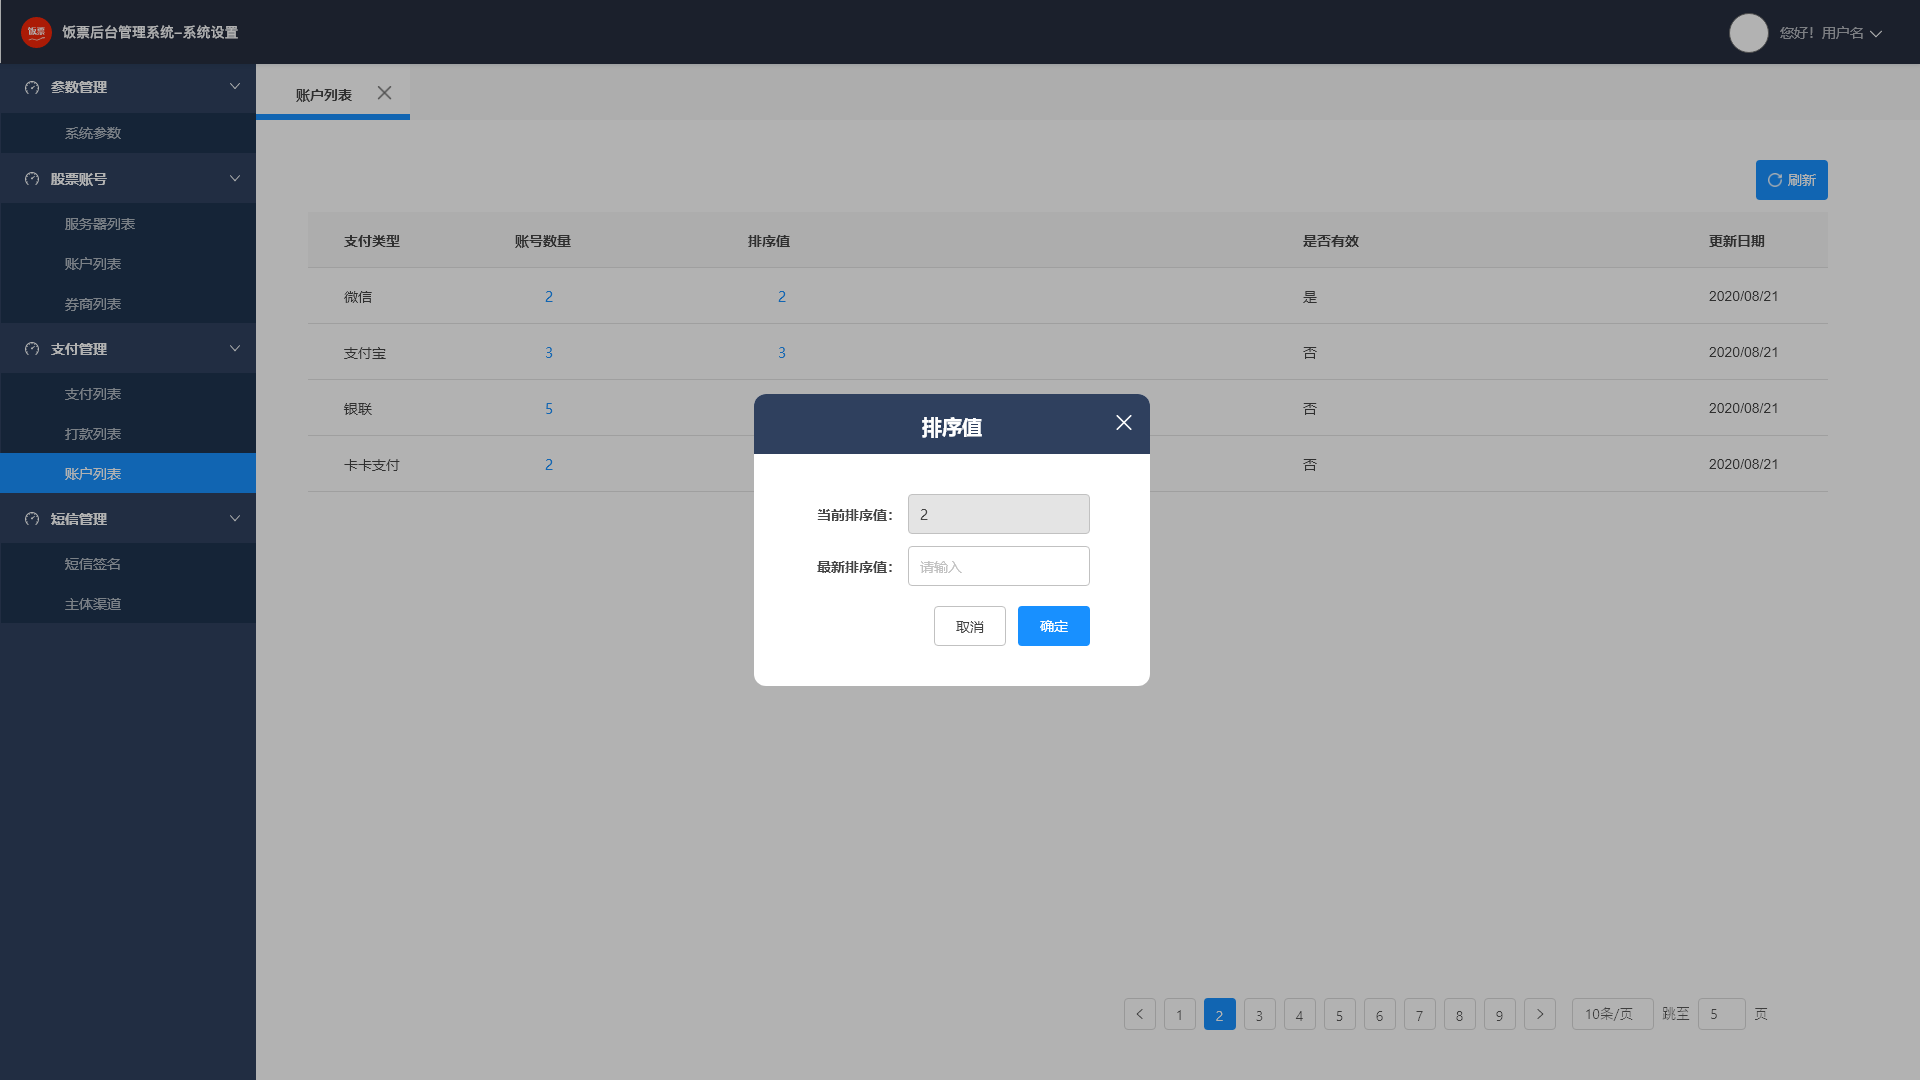 饭票
饭票后台管理系统-系统设置
您好！用户名
参数管理
系统参数
股票账号
服务器列表
账户列表
券商列表
支付管理
支付列表
打款列表
账户列表
短信管理
短信签名
主体渠道
账户列表
刷新
支付类型 账号数量 排序值 是否有效 更新日期
微信 2 2 是 2020/08/21
支付宝 3 3 否 2020/08/21
银联 5 否 2020/08/21
卡卡支付 2 否 2020/08/21
排序值
当前排序值： 2
最新排序值： 请输入
取消 确定
1 2 3 4 5 6 7 8 9 10条/页 跳至 5 页